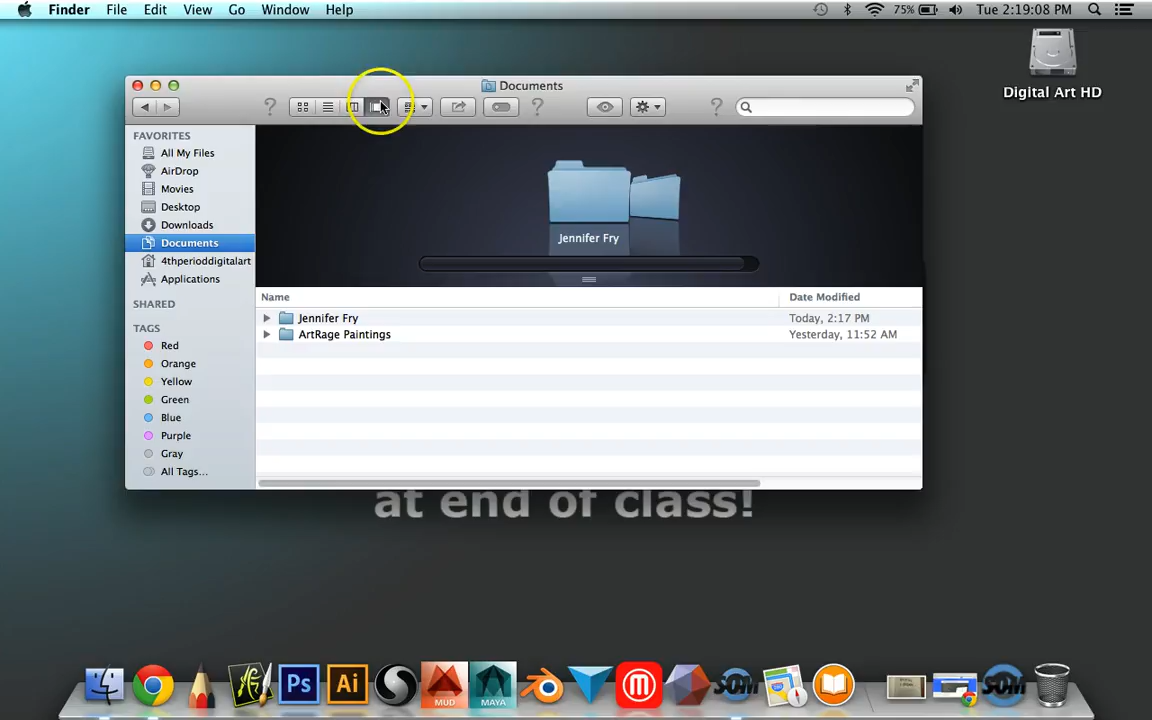 Finder File Edit View Go Window Help 75% Tue 2:19:08 PM
Digital Art HD
Documents
FAVORITES
All My Files
AirDrop
Movies
Desktop
Downloads
Documents
4thperioddigitalart
Applications
SHARED
TAGS
Red
Orange
Yellow
Green
Blue
Purple
Gray
All Tags...
Jennifer Fry
Name Date Modified
Jennifer Fry Today, 2:17 PM
ArtRage Paintings Yesterday, 11:52 AM
at end of class!
Ps Ai MUD MAYA SOM SOM